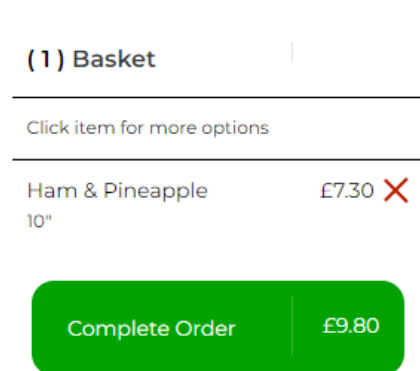 ( 1 ) Basket
Click item for more options
Ham & Pineapple £7.30
10"
Complete Order £9.80